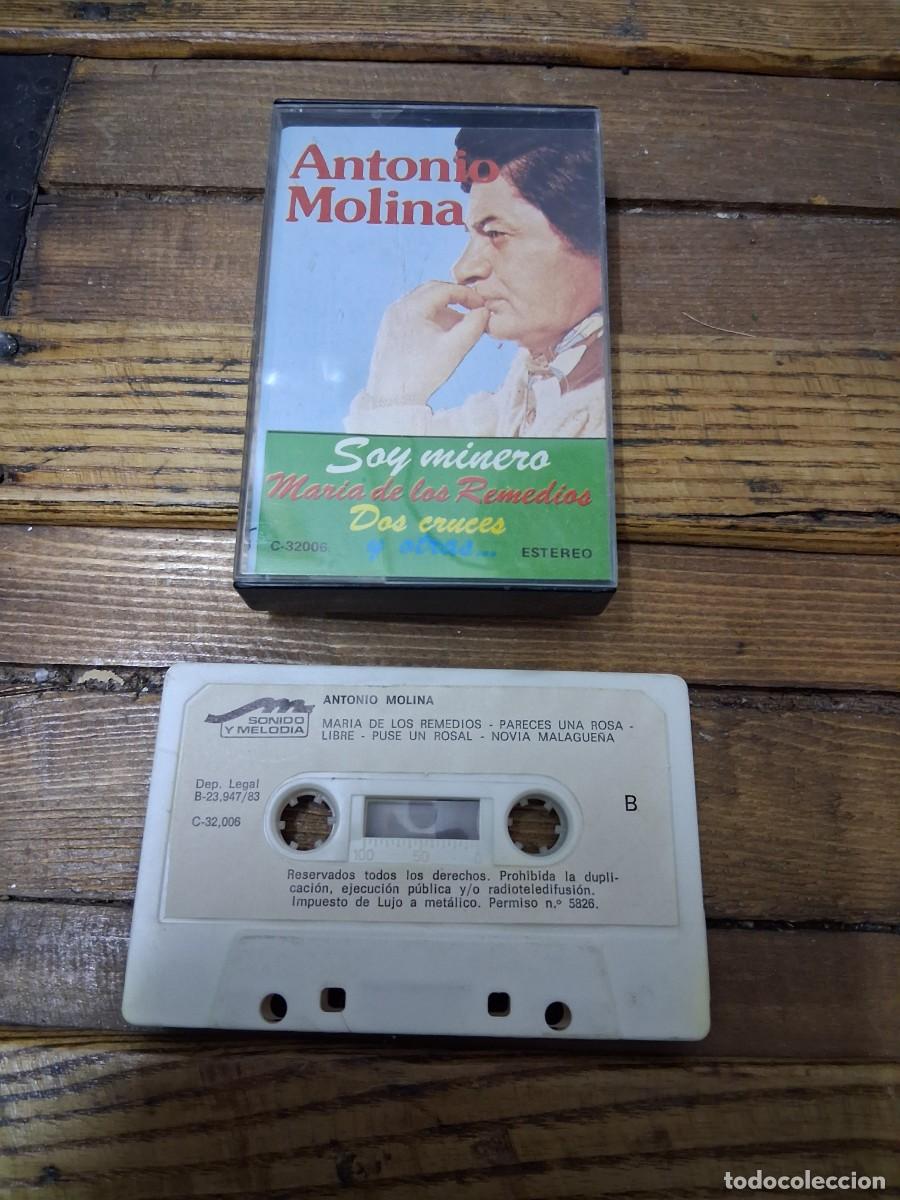 Antonio
Molina
Soy minero
Maria de los Remedios
Dos cruces
y otras...
C-32006
ESTEREO
SONIDO
Y MELODIA
ANTONIO MOLINA
MARIA DE LOS REMEDIOS - PARECES UNA ROSA -
LIBRE - PUSE UN ROSAL - NOVIA MALAGUEÑA
Dep. Legal
B-23,947/83
C-32,006
B
100 50 0
Reservados todos los derechos. Prohibida la dupli-
cación, ejecución pública y/o radioteledifusión.
Impuesto de Lujo a metálico. Permiso n.º 5826.
todocoleccion